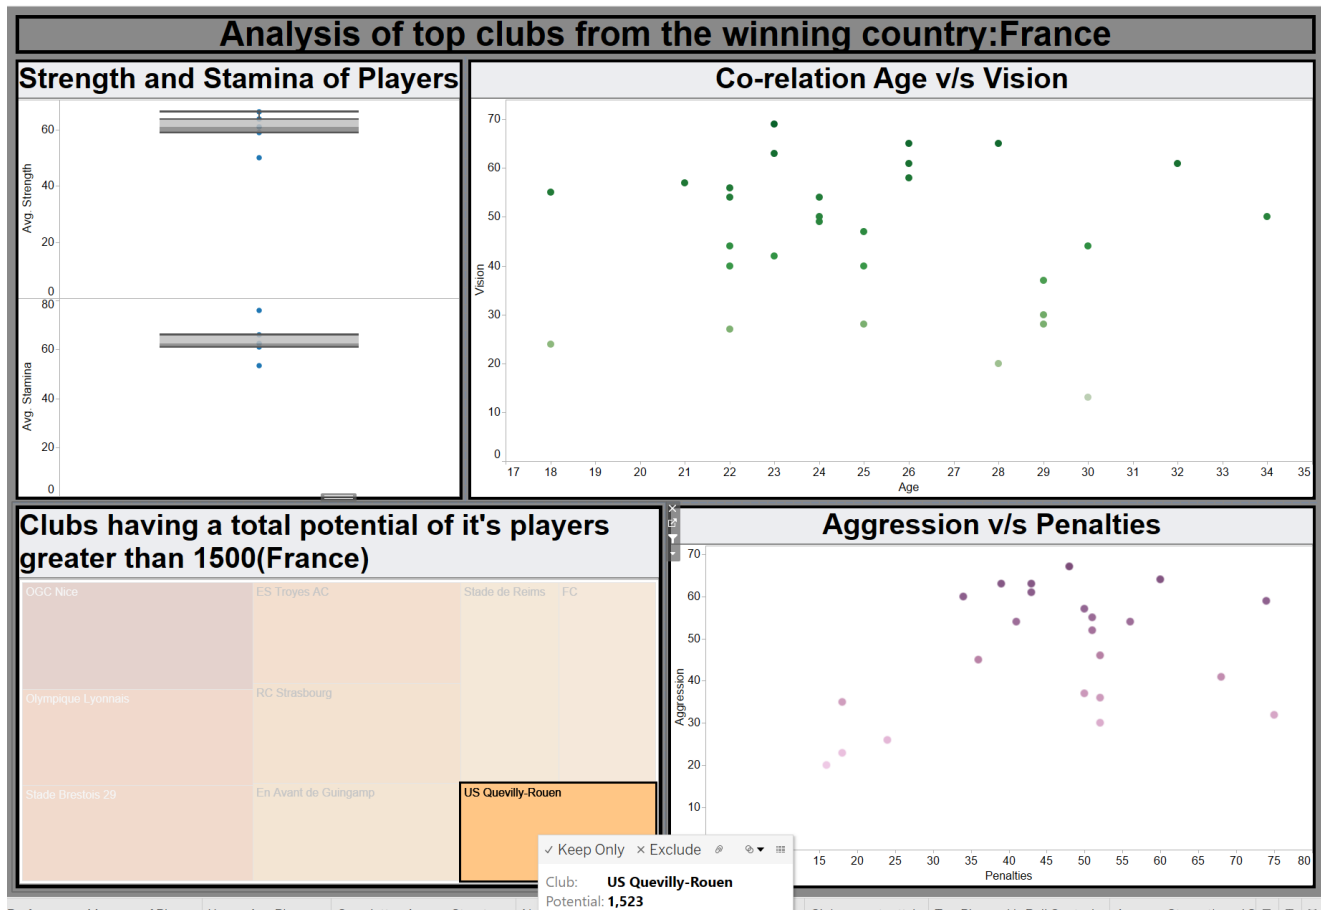 Analysis of top clubs from the winning country:France
Strength and Stamina of Players
60
40
20
0
Avg. Strength
80
60
40
20
0
Avg. Stamina
Co-relation Age v/s Vision
70
60
50
40
30
20
10
0
Vision
17 18 19 20 21 22 23 24 25 26 27 28 29 30 31 32 33 34 35
Age
Clubs having a total potential of it's players
greater than 1500(France)
OGC Nice
ES Troyes AC
Stade de Reims
FC
Olympique Lyonnais
RC Strasbourg
Stade Brestois 29
En Avant de Guingamp
US Quevilly-Rouen
Keep Only
Exclude
Club: US Quevilly-Rouen
Potential: 1,523
Aggression v/s Penalties
70
60
50
40
30
20
10
Aggression
15 20 25 30 35 40 45 50 55 60 65 70 75 80
Penalties